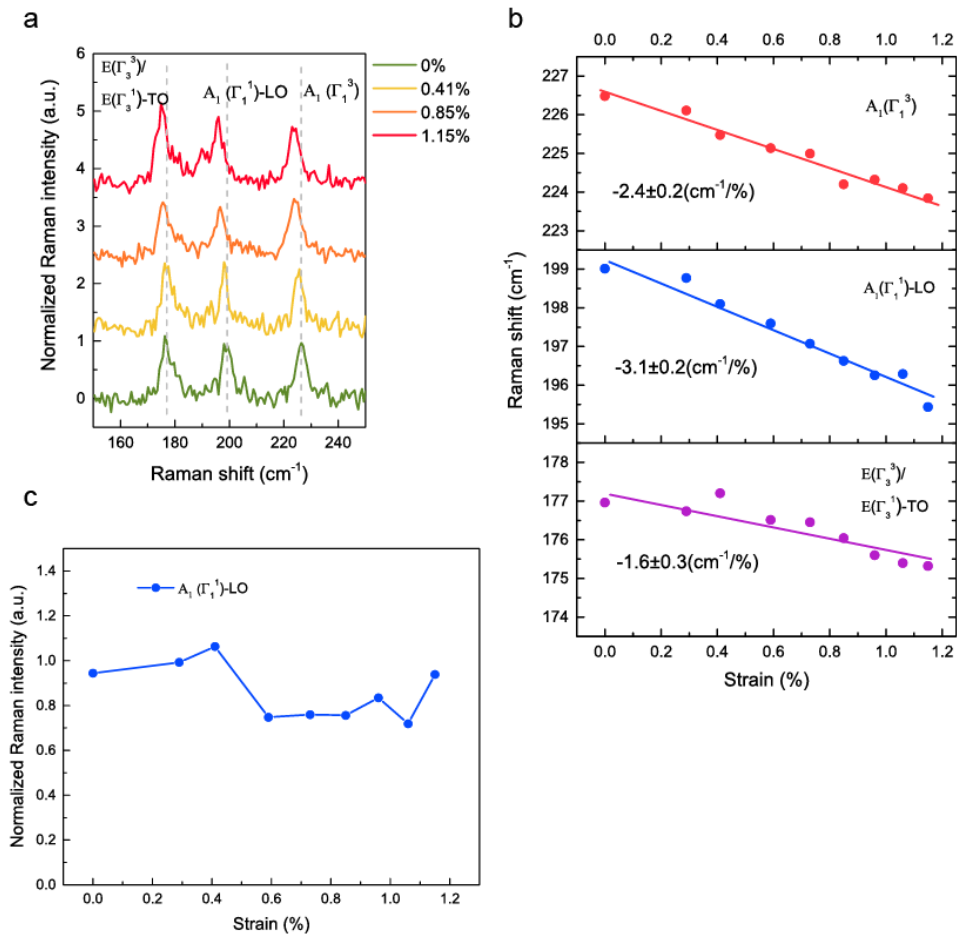 a
6
5
4
3
2
1
0
Normalized Raman intensity (a.u.)
E(Γ₃³)/
E(Γ₃¹)-TO
A₁ (Γ₁¹)-LO
A₁ (Γ₁³)
0%
0.41%
0.85%
1.15%
160 180 200 220 240
Raman shift (cm⁻¹)
b
0.0 0.2 0.4 0.6 0.8 1.0 1.2
227
226
225
224
223
A₁(Γ₁³)
-2.4±0.2(cm⁻¹/%)
199
198
197
196
195
A₁(Γ₁¹)-LO
-3.1±0.2(cm⁻¹/%)
Raman shift (cm⁻¹)
178
177
176
175
174
E(Γ₃³)/
E(Γ₃¹)-TO
-1.6±0.3(cm⁻¹/%)
0.0 0.2 0.4 0.6 0.8 1.0 1.2
Strain (%)
c
1.4
1.2
1.0
0.8
0.6
0.4
0.2
0.0
Normalized Raman intensity (a.u.)
A₁ (Γ₁¹)-LO
0.0 0.2 0.4 0.6 0.8 1.0 1.2
Strain (%)